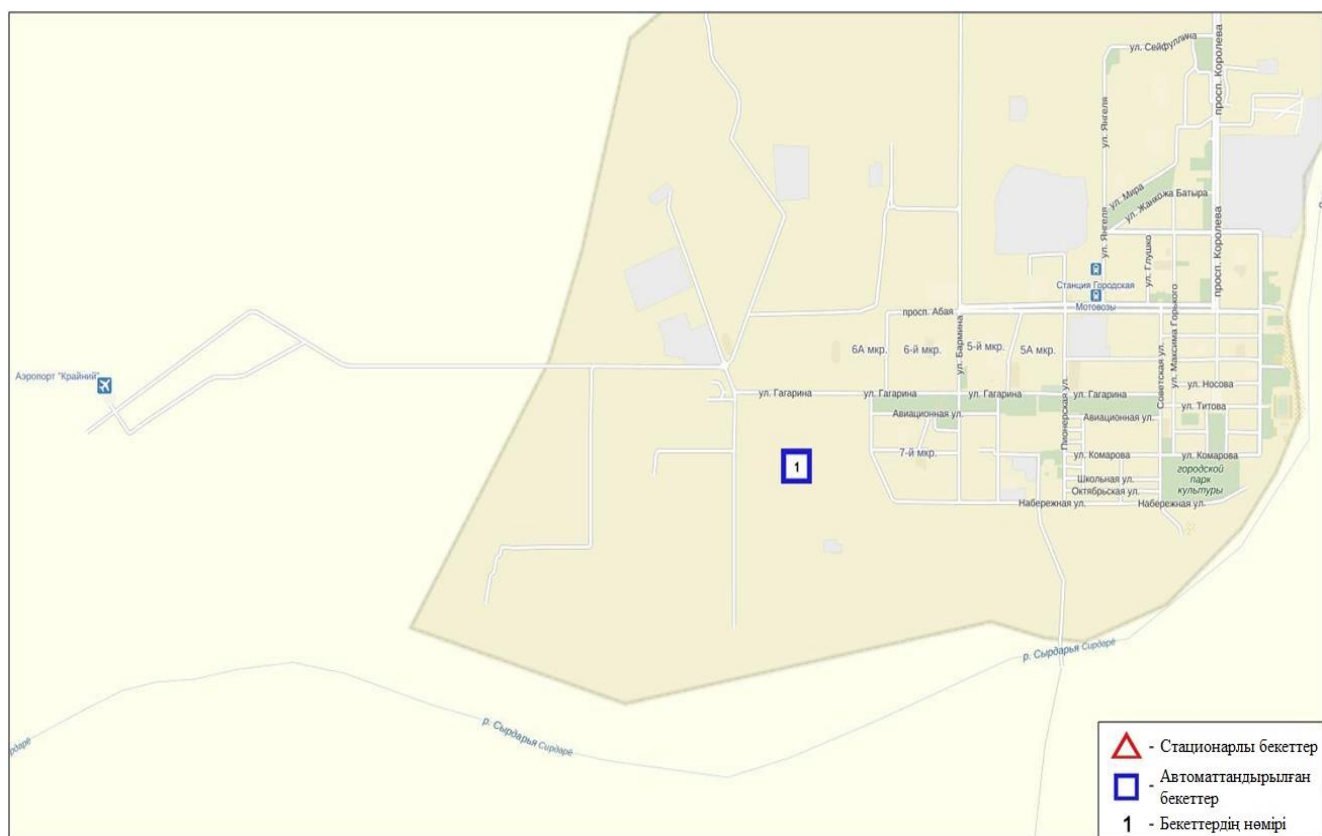 ул. Сейфуллина
просп. Королева
ул. Янгеля
ул. Мира
ул. Жанкожа Батыра
ул. Янгеля
ул. Глушко
просп. Королева
Станция Городская
Мотовозы
ул. Максима Горького
просп. Абая
6А мкр.
6-й мкр.
ул. Бармина
5-й мкр.
5А мкр.
Советская ул.
Аэропорт "Крайний"
Пионерская ул.
ул. Носова
ул. Гагарина
ул. Гагарина
ул. Гагарина
ул. Гагарина
ул. Титова
Авиационная ул.
Авиационная ул.
7-й мкр.
ул. Комарова
ул. Комарова
1
городской
парк
культуры
Школьная ул.
Октябрьская ул.
Набережная ул.
Набережная ул.
р. Сырдарья Сирдарё
р. Сырдарья Сирдарё
- Стационарлы бекеттер
- Автоматтандырылған
бекеттер
1 - Бекеттердің нөмірі